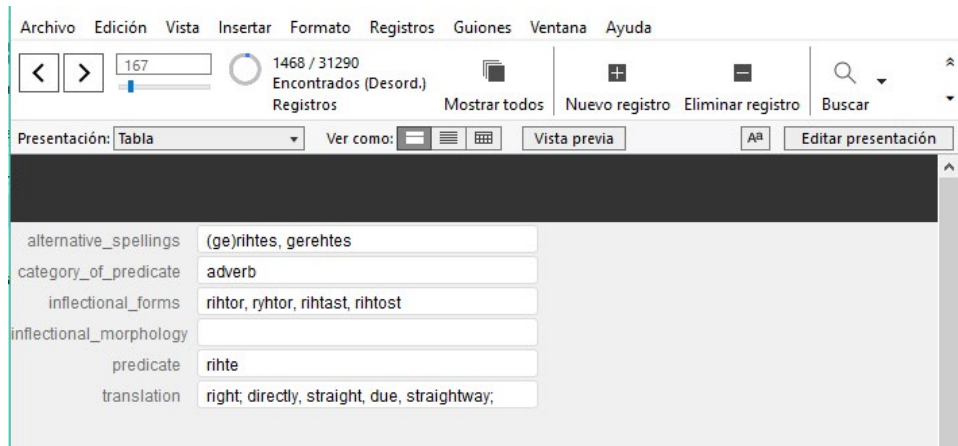 Archivo Edición Vista Insertar Formato Registros Guiones Ventana Ayuda
167
1468 / 31290
Encontrados (Desord.)
Registros
Mostrar todos
Nuevo registro
Eliminar registro
Buscar
Presentación: Tabla
Ver como:
Vista previa
Aª
Editar presentación
alternative_spellings (ge)rihtes, gerehtes
category_of_predicate adverb
inflectional_forms rihtor, ryhtor, rihtast, rihtost
inflectional_morphology
predicate rihte
translation right; directly, straight, due, straightway;